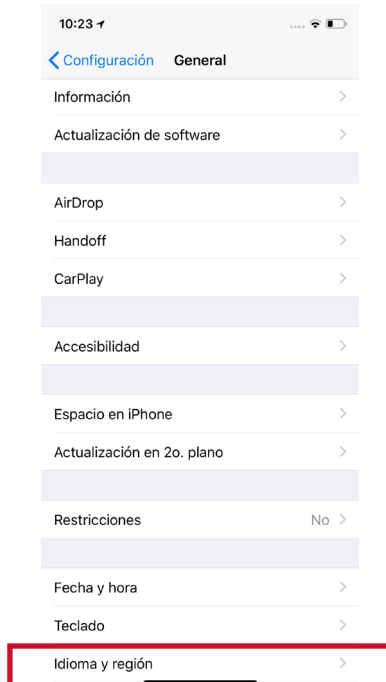 10:23
Configuración General
Información
Actualización de software
AirDrop
Handoff
CarPlay
Accesibilidad
Espacio en iPhone
Actualización en 2o. plano
Restricciones No
Fecha y hora
Teclado
Idioma y región